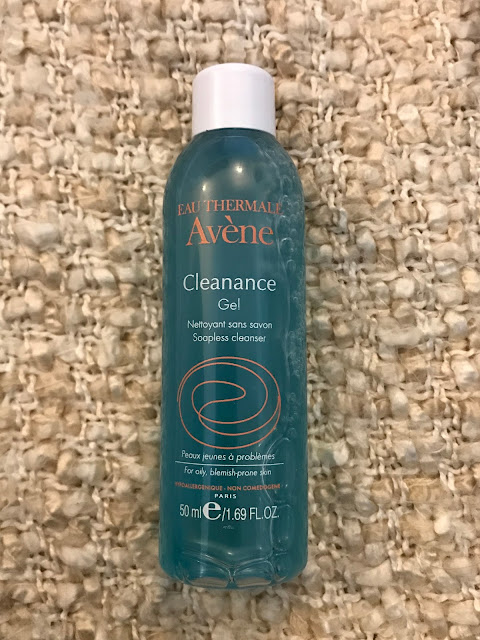 EAU THERMALE
Avène
Cleanance
Gel
Nettoyant sans savon
Soapless cleanser
Peaux jeunes à problèmes
For oily, blemish-prone skin
HYPOALLERGENIQUE - NON COMEDOGENE -
PARIS
50 ml e/1.69 FL.OZ.